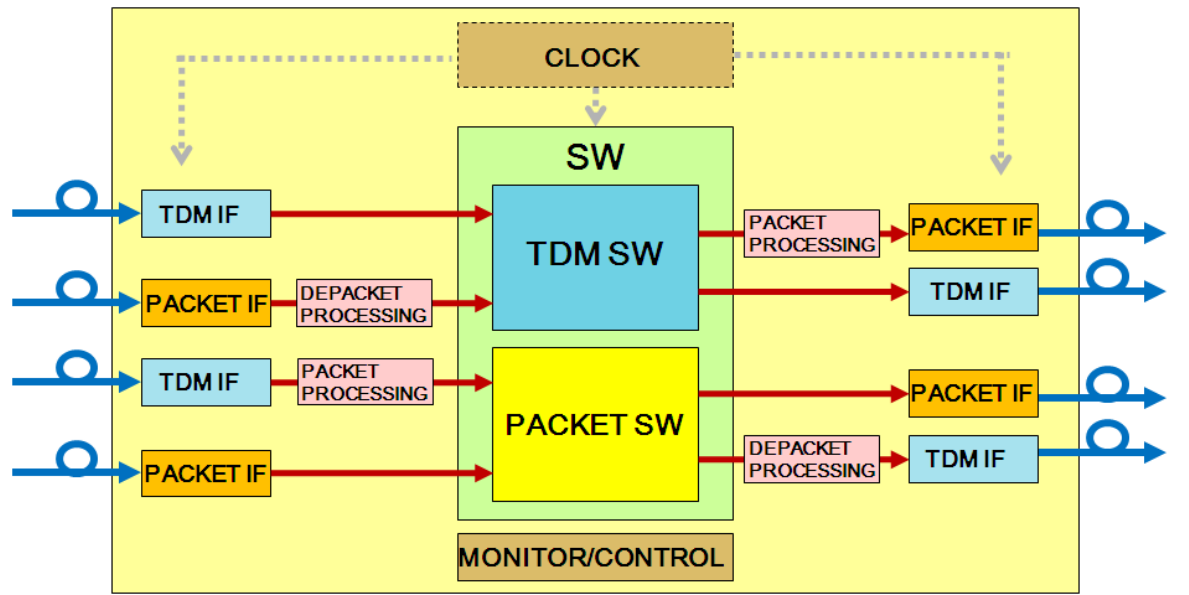 CLOCK
SW
TDM IF
TDM SW
PACKET
PROCESSING
PACKET IF
PACKET IF
DEPACKET
PROCESSING
TDM IF
TDM IF
PACKET
PROCESSING
PACKET SW
PACKET IF
PACKET IF
DEPACKET
PROCESSING
TDM IF
MONITOR/CONTROL